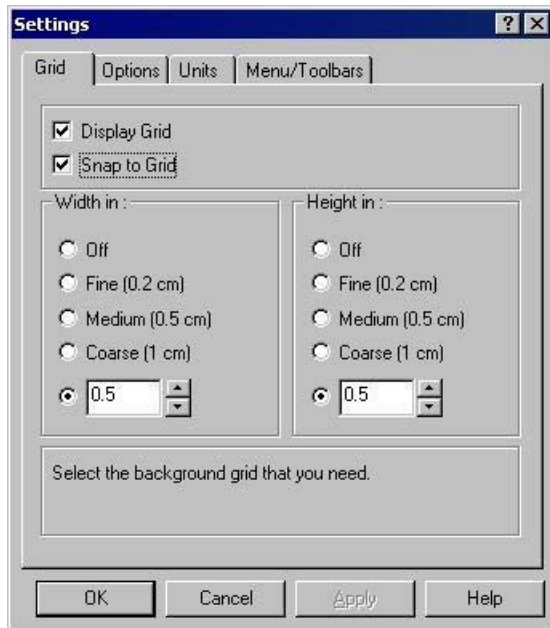 Settings
Grid Options Units Menu/Toolbars
Display Grid
Snap to Grid
Width in :
Off
Fine (0.2 cm)
Medium (0.5 cm)
Coarse (1 cm)
0.5
Height in :
Off
Fine (0.2 cm)
Medium (0.5 cm)
Coarse (1 cm)
0.5
Select the background grid that you need.
OK Cancel Apply Help